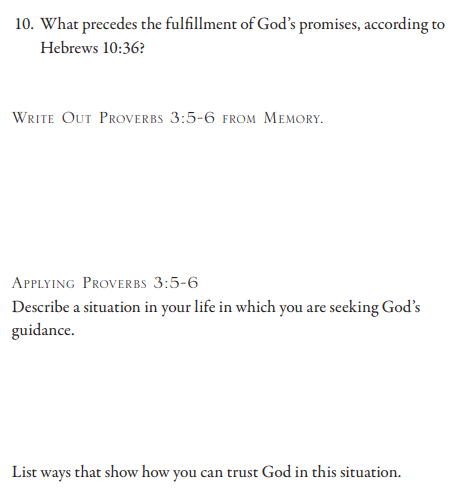 10. What precedes the fulfillment of God’s promises, according to
Hebrews 10:36?
Write Out Proverbs 3:5-6 from Memory.
Applying Proverbs 3:5-6
Describe a situation in your life in which you are seeking God’s
guidance.
List ways that show how you can trust God in this situation.